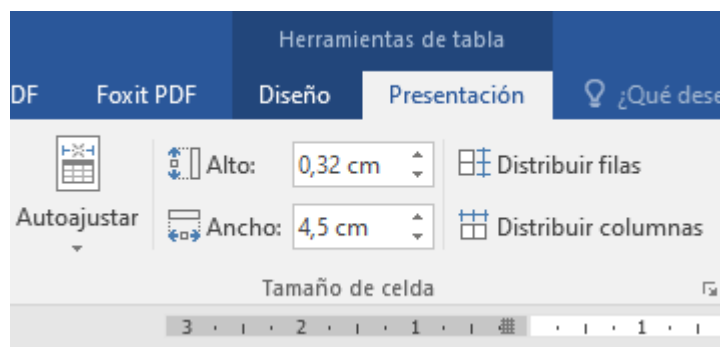 Herramientas de tabla
DF Foxit PDF Diseño Presentación ¿Qué dese
Alto: 0,32 cm Distribuir filas
Autoajustar Ancho: 4,5 cm Distribuir columnas
Tamaño de celda
3 2 1 1